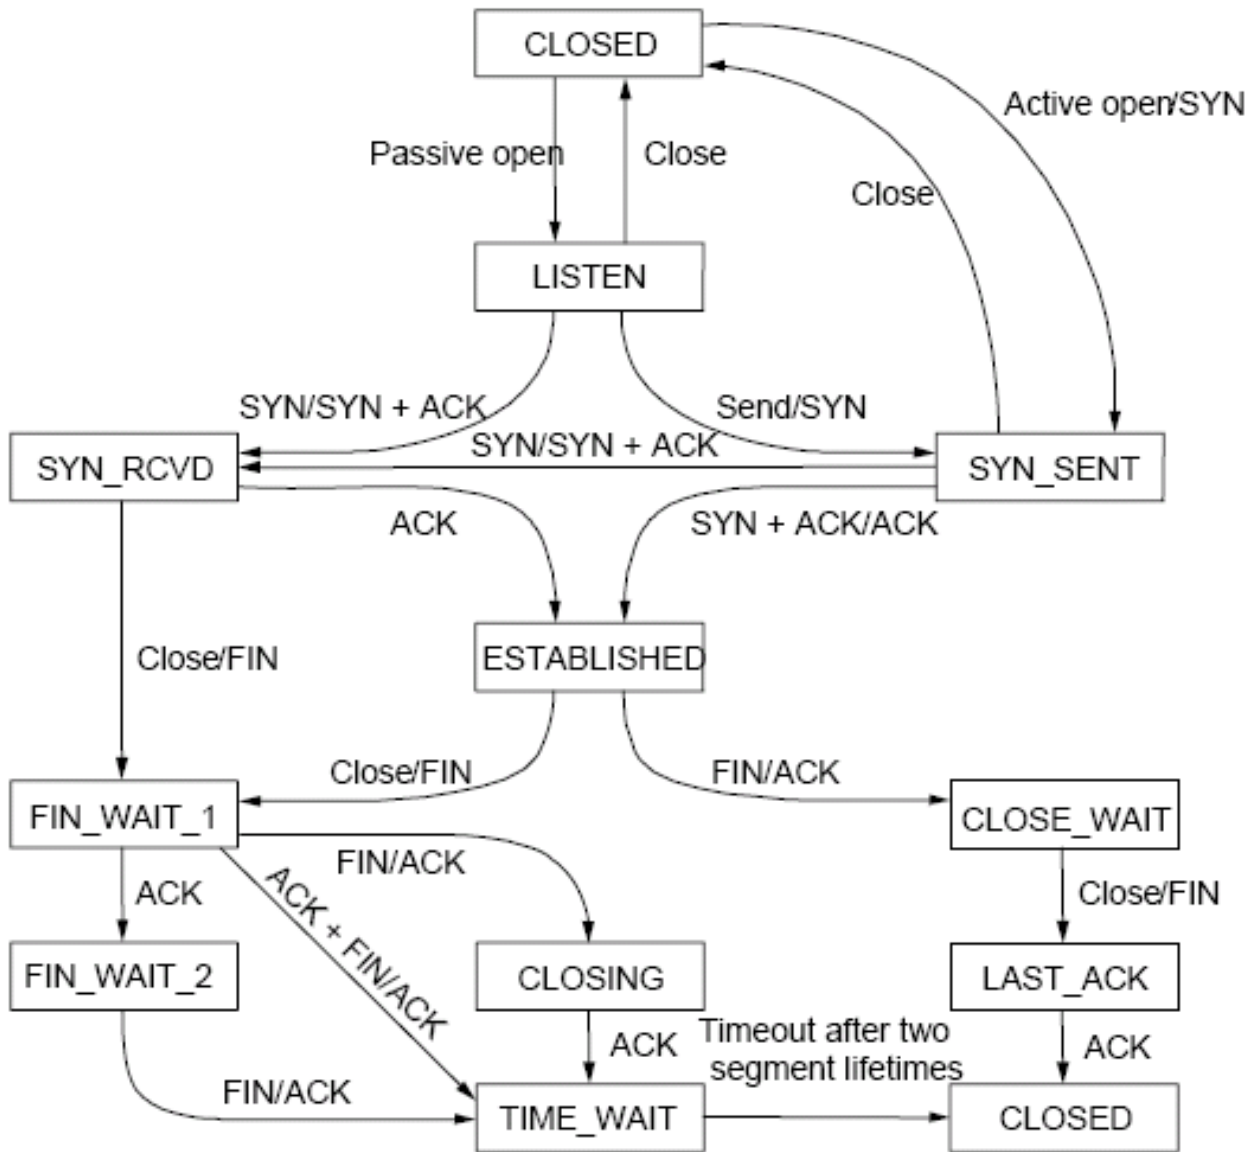 CLOSED
Active open/SYN
Passive open
Close
Close
LISTEN
SYN/SYN + ACK
Send/SYN
SYN/SYN + ACK
SYN_RCVD
SYN_SENT
ACK
SYN + ACK/ACK
Close/FIN
ESTABLISHED
Close/FIN
FIN/ACK
FIN_WAIT_1
CLOSE_WAIT
FIN/ACK
ACK
ACK + FIN/ACK
Close/FIN
FIN_WAIT_2
CLOSING
LAST_ACK
Timeout after two
segment lifetimes
ACK
ACK
FIN/ACK
TIME_WAIT
CLOSED